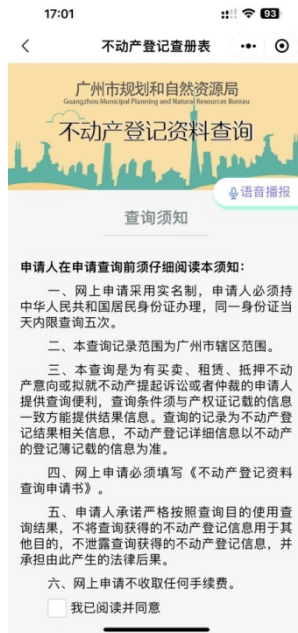 17:01
93
不动产登记查册表
广州市规划和自然资源局
Guangzhou Municipal Planning and Natural Resources Bureau
不动产登记资料查询
语音播报
查询须知
申请人在申请查询前须仔细阅读本须知:
一、网上申请采用实名制，申请人必须持
中华人民共和国居民身份证办理，同一身份证当
天内限查询五次。
二、本查询记录范围为广州市辖区范围。
三、本查询是为有买卖、租赁、抵押不动
产意向或拟就不动产提起诉讼或者仲裁的申请人
提供查询便利，查询条件须与产权证记载的信息
一致方能提供结果信息。查询的记录为不动产登
记结果相关信息，不动产登记详细信息以不动产
的登记簿记载的信息为准。
四、网上申请必须填写《不动产登记资料
查询申请书》。
五、申请人承诺严格按照查询目的使用查
询结果，不将查询获得的不动产登记信息用于其
他目的，不泄露查询获得的不动产登记信息，并
承担由此产生的法律后果。
六、网上申请不收取任何手续费。
我已阅读并同意